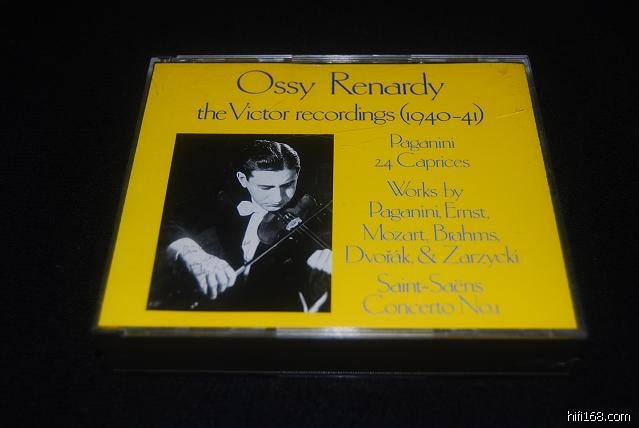 Ossy Renardy
the Victor recordings (1940-41)
Paganini
24 Caprices
Works by
Paganini, Ernst,
Mozart, Brahms,
Dvořák, & Zarzycki
Saint-Saëns
Concerto No.1
hifi168.com